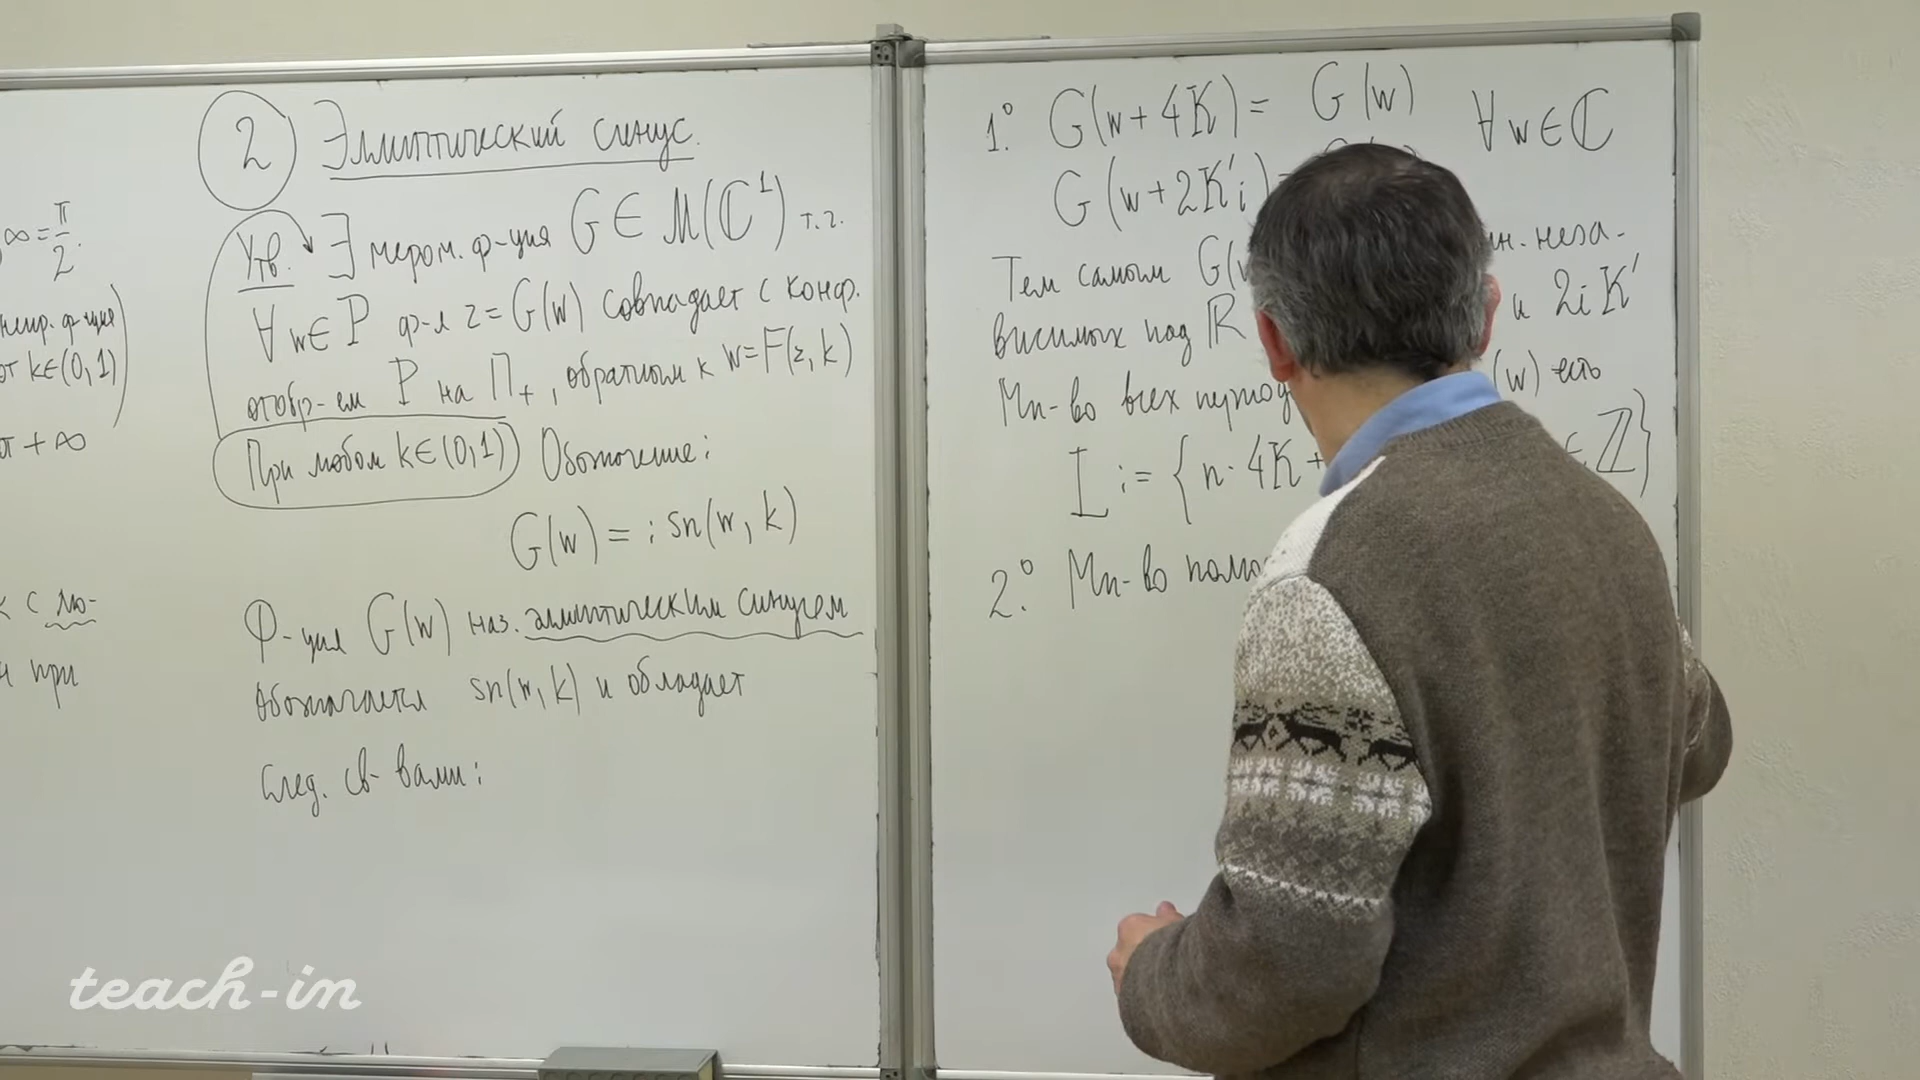 ∞ = π/2.
непр. ф-ция
от k∈(0,1)
+ ∞
с лю-
при
2 Эллиптический синус.
Утв. ∃ мером. ф-ция G ∈ M(ℂ¹) т.ч.
∀ w∈P ф-л z = G(w) совпадает с конф.
отобр-ем P на П₊, обратным к w=F(z,k)
При любом k∈(0,1) Обозначение:
G(w) =: sn(w, k)
Ф-ция G(w) наз. эллиптическим синусом
обозначается sn(w,k) и обладает
след. св-вами:
1.° G(w+4K) = G(w) ∀ w∈ℂ
G(w+2K'i) =
Тем самым G( ин. неза-
висимых над ℝ и 2iK'
Мн-во всех период (w) есть
L := { n·4K + ∈ ℤ}
2.° Мн-во
teach-in